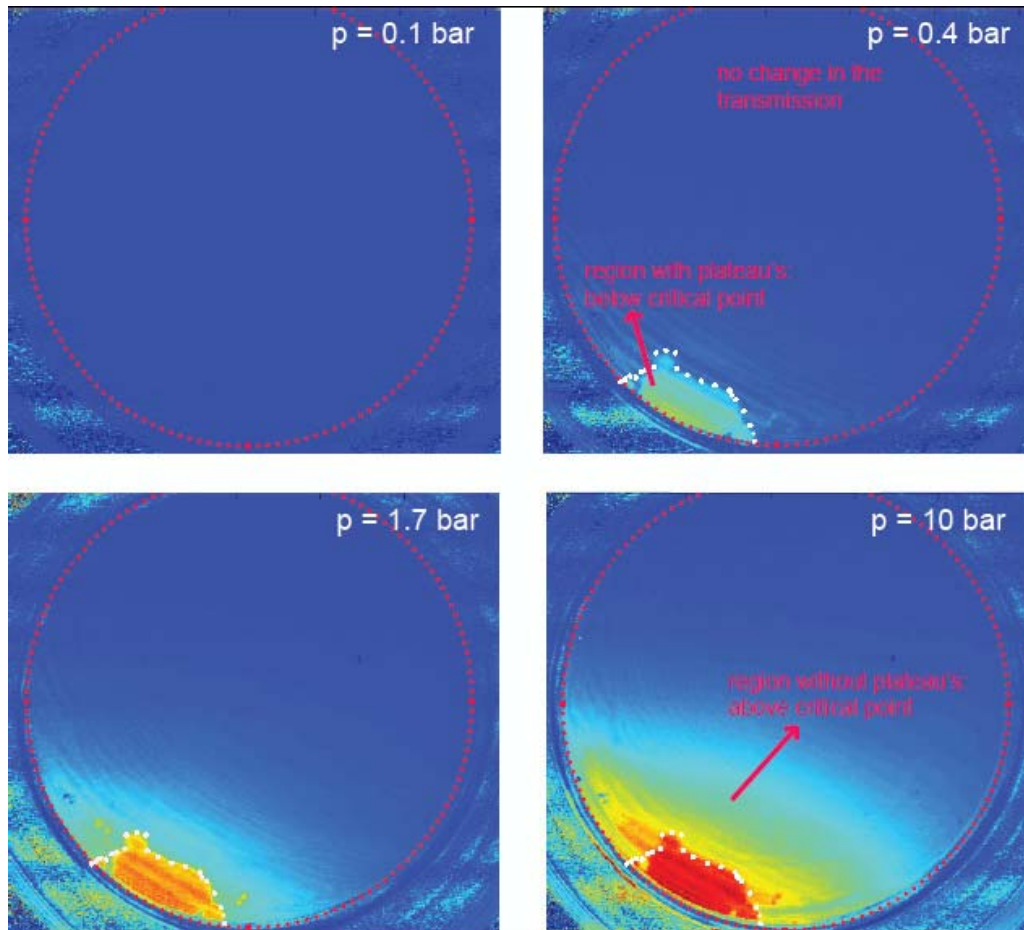 p = 0.1 bar
p = 0.4 bar
no change in the
transmission
region with plateau's:
below critical point
p = 1.7 bar
p = 10 bar
region without plateau's:
above critical point